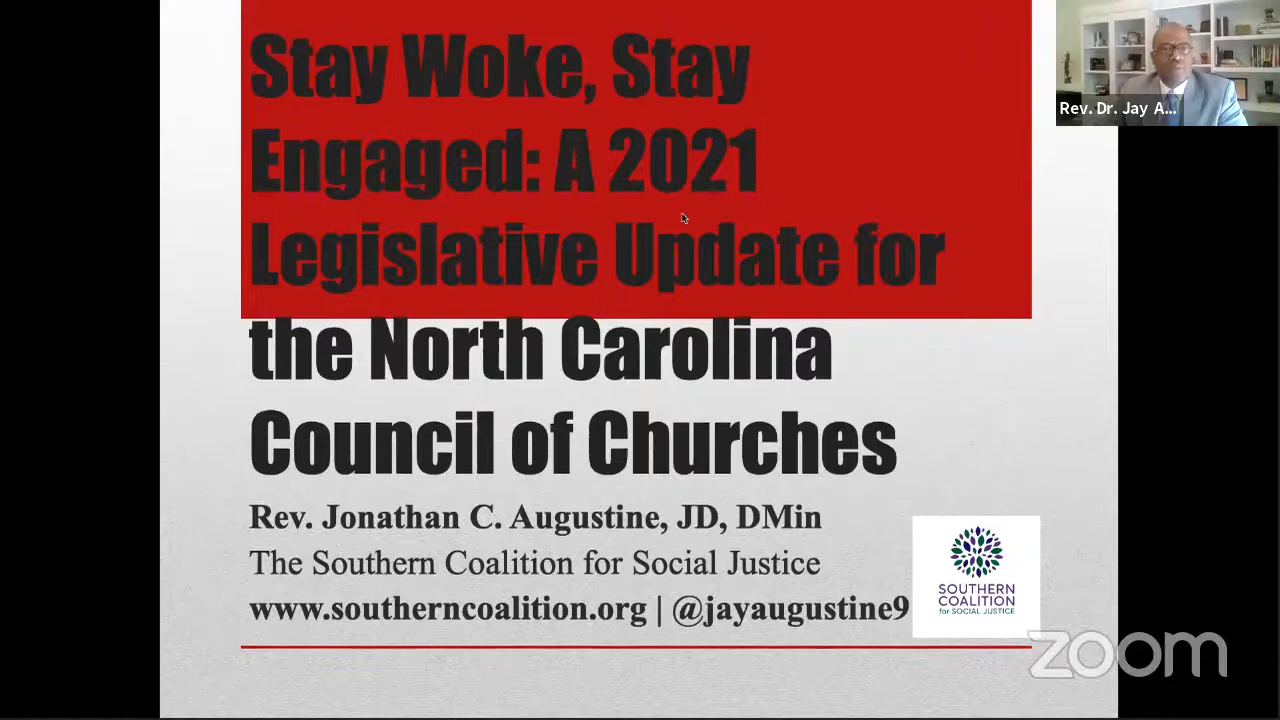 Stay Woke, Stay
Engaged: A 2021
Legislative Update for
the North Carolina
Council of Churches
Rev. Jonathan C. Augustine, JD, DMin
The Southern Coalition for Social Justice
www.southerncoalition.org | @jayaugustine9
SOUTHERN
COALITION
for SOCIAL JUSTICE
Rev. Dr. Jay A...
zoom